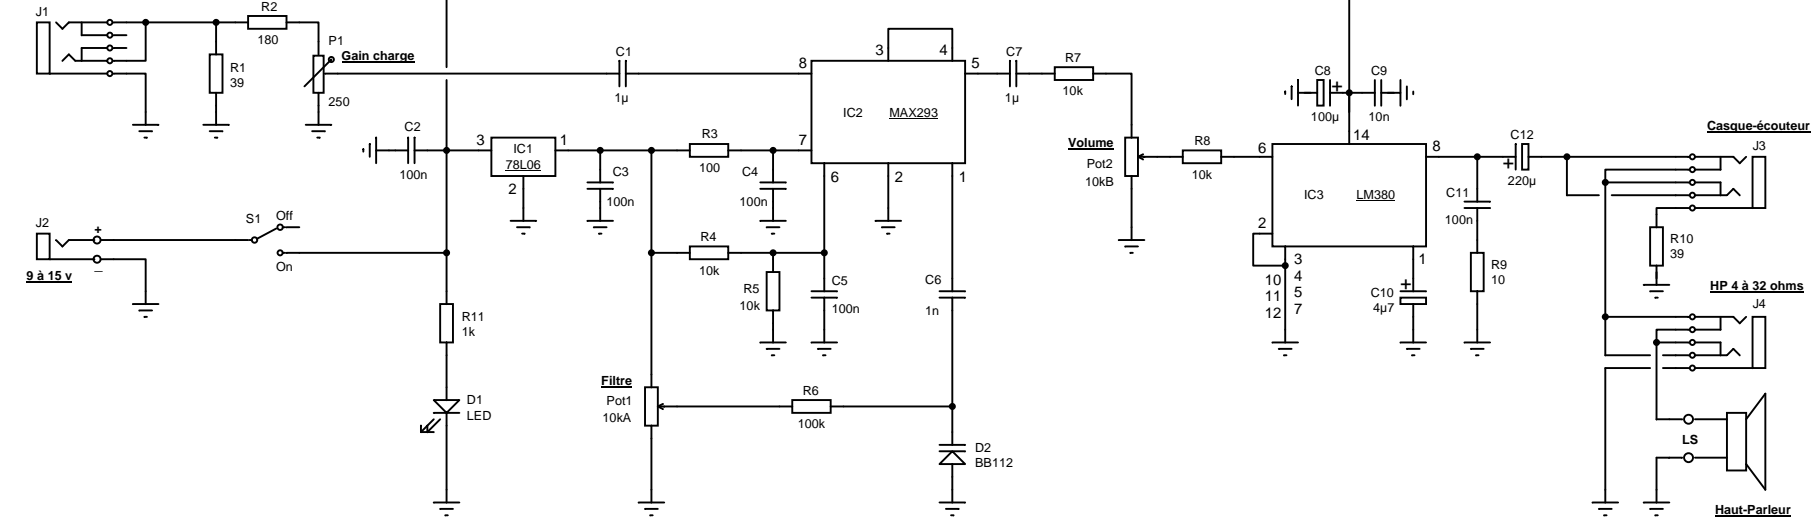 J1
R2
180
R1
39
P1
Gain charge
250
C1
1µ
8
3
4
5
IC2
MAX293
7
6
2
1
C7
1µ
R7
10k
C8
+
100µ
C9
10n
14
C2
100n
3
IC1
78L06
1
2
C3
100n
R3
100
C4
100n
Volume
Pot2
10kB
R8
10k
6
8
IC3
LM380
2
3
10
4
11
5
12
7
1
C12
+
220µ
C11
100n
R9
10
+
C10
4µ7
Casque-écouteur
J3
R10
39
HP 4 à 32 ohms
J4
J2
+
_
9 à 15 v
S1
Off
On
R4
10k
R5
10k
C5
100n
C6
1n
R11
1k
D1
LED
Filtre
Pot1
10kA
R6
100k
D2
BB112
LS
Haut-Parleur